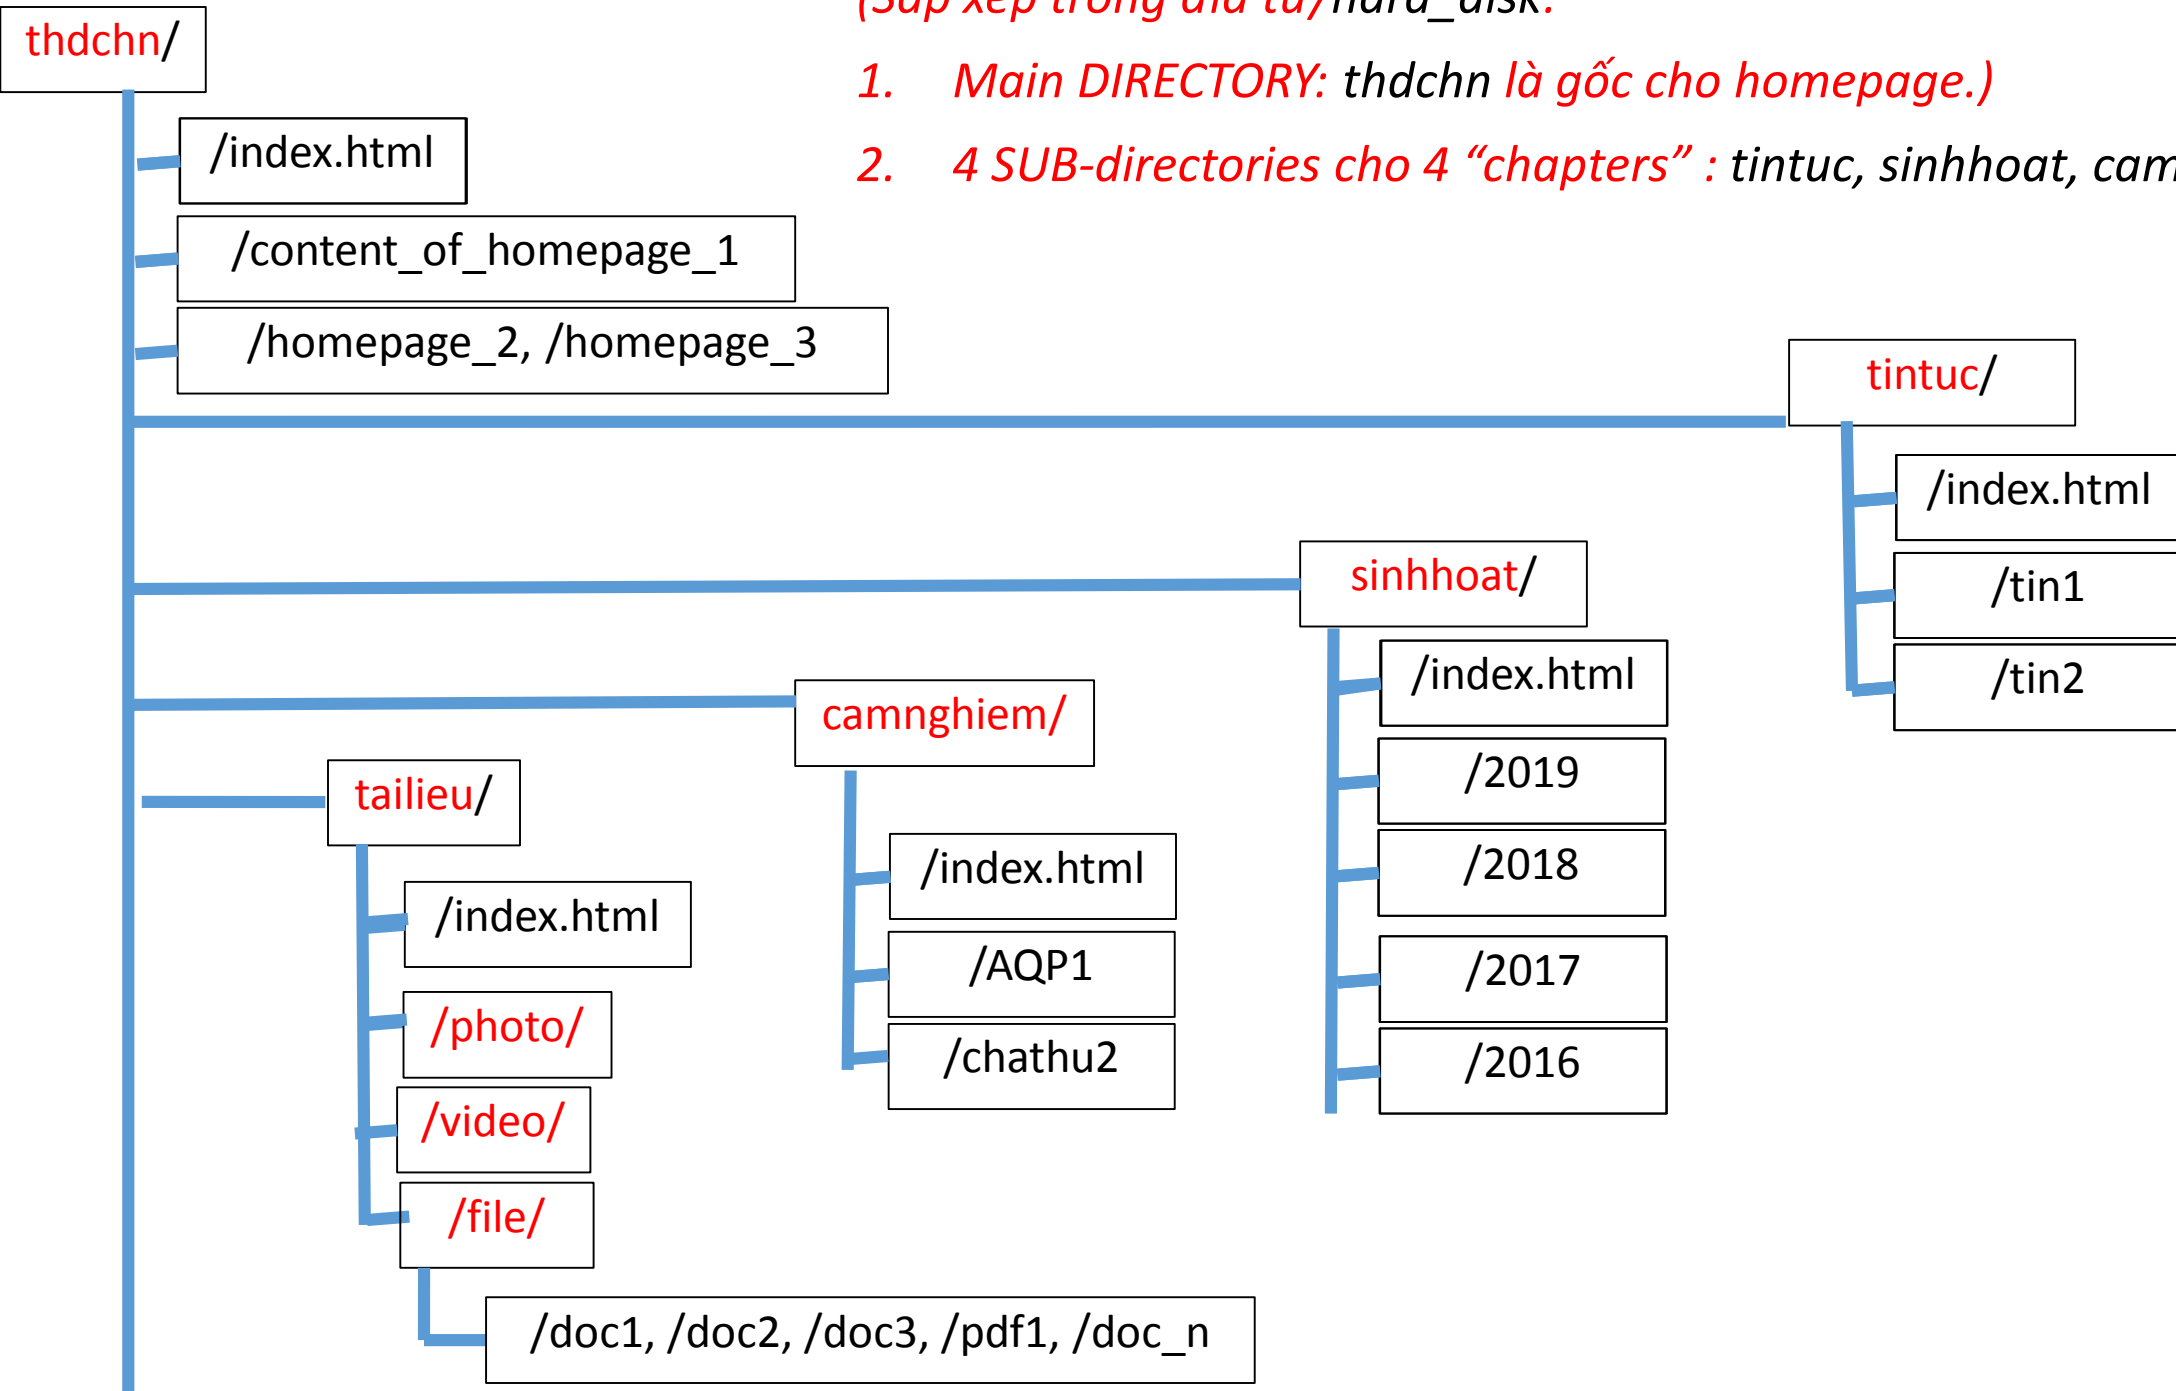 thdchn/
1. Main DIRECTORY: thdchn là gốc cho homepage.)
2. 4 SUB-directories cho 4 “chapters” : tintuc, sinhhoat,
/index.html
/content_of_homepage_1
/homepage_2, /homepage_3
tintuc/
/index.html
/tin1
/tin2
sinhhoat/
/index.html
/2019
/2018
/2017
/2016
camnghiem/
/index.html
/AQP1
/chathu2
tailieu/
/index.html
/photo/
/video/
/file/
/doc1, /doc2, /doc3, /pdf1, /doc_n